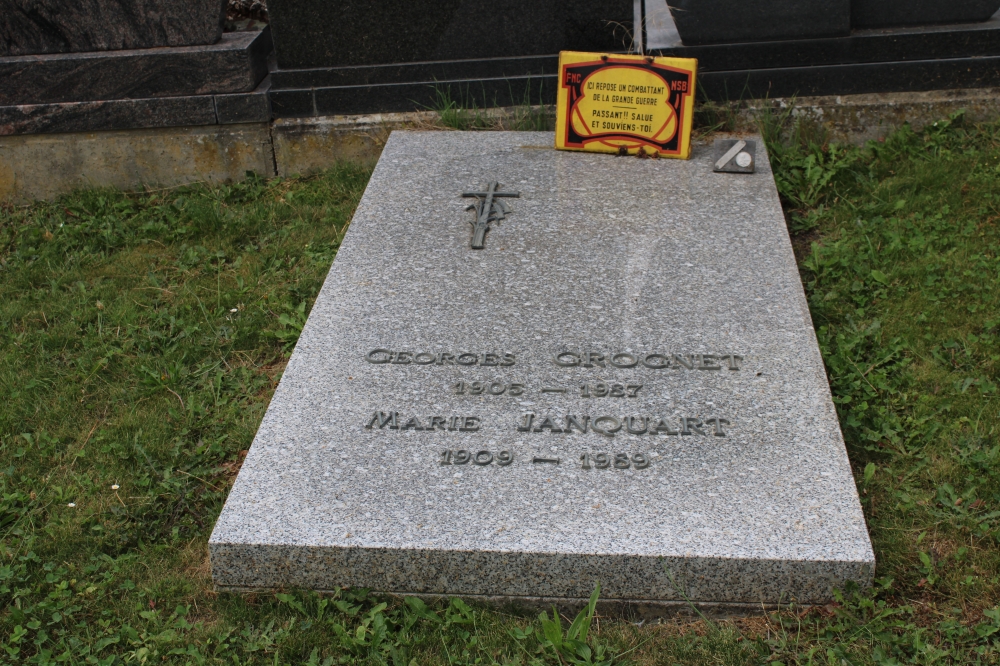 FNC NSB
ICI REPOSE UN COMBATTANT
DE LA GRANDE GUERRE
PASSANT!! SALUE
ET SOUVIENS-TOI
GEORGES GROGNET
1905 — 1987
MARIE JANQUART
1909 — 1989